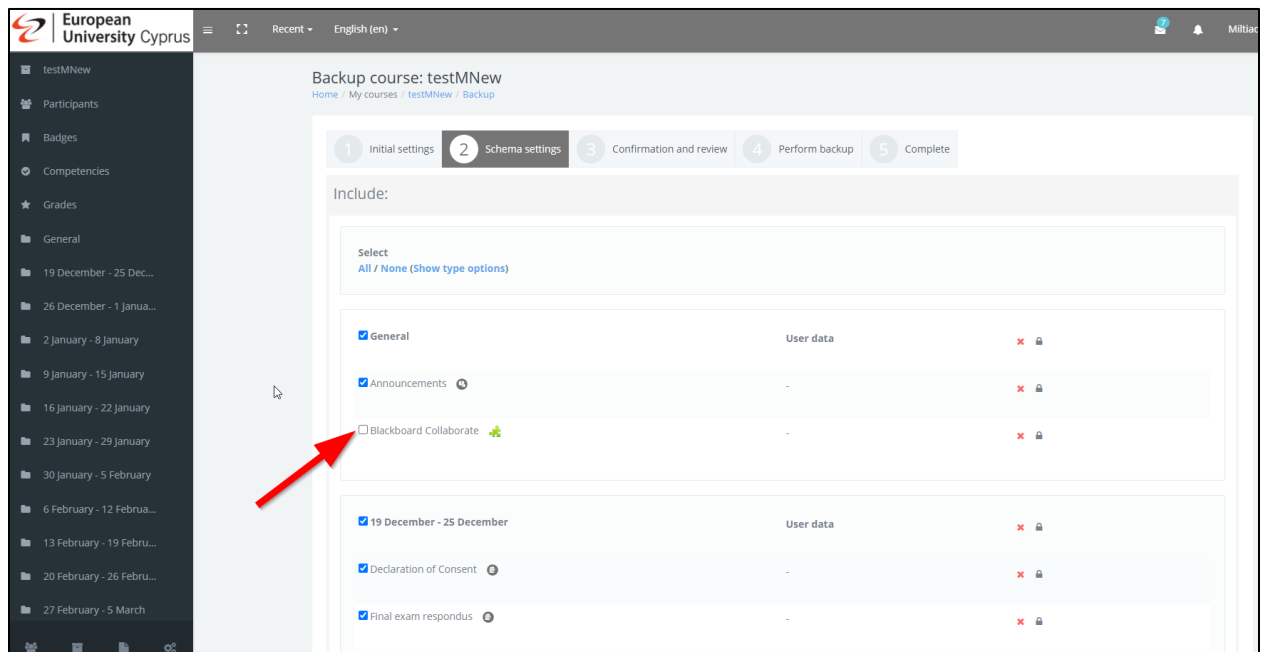 European
University Cyprus
Recent
English (en)
7
Miltiac
testMNew
Participants
Badges
Competencies
Grades
General
19 December - 25 Dec...
26 December - 1 Janua...
2 January - 8 January
9 January - 15 January
16 January - 22 January
23 January - 29 January
30 January - 5 February
6 February - 12 Februa...
13 February - 19 Febru...
20 February - 26 Febru...
27 February - 5 March
Backup course: testMNew
Home / My courses / testMNew / Backup
1 Initial settings 2 Schema settings 3 Confirmation and review 4 Perform backup 5 Complete
Include:
Select
All / None (Show type options)
General User data
Announcements -
Blackboard Collaborate -
19 December - 25 December User data
Declaration of Consent -
Final exam respondus -